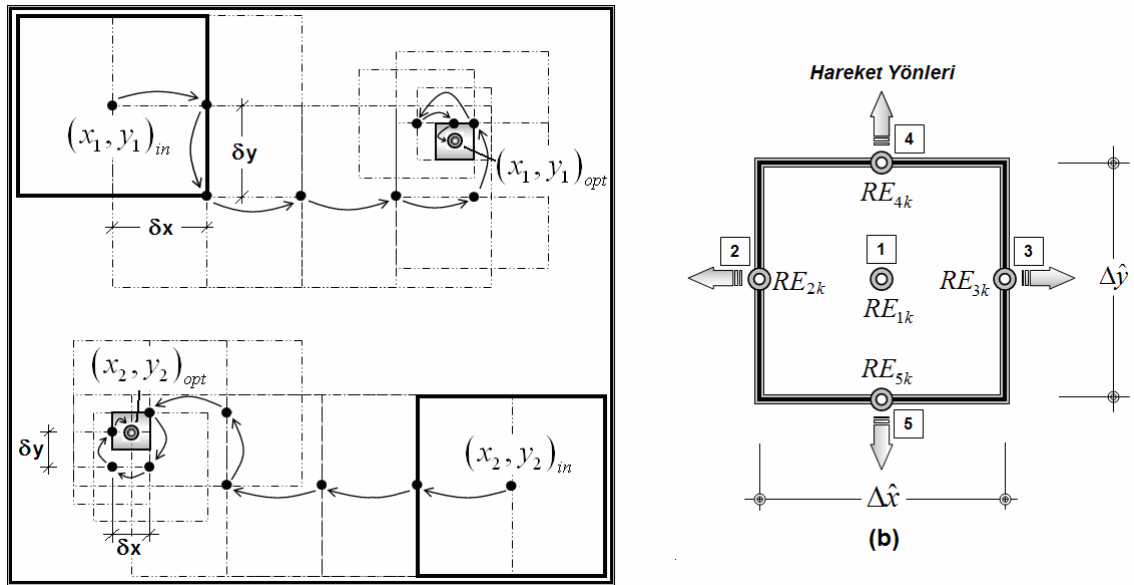 (x₁, y₁)in
δy
δx
(x₁, y₁)opt
(x₂, y₂)opt
δy
δx
(x₂, y₂)in
Hareket Yönleri
4
RE4k
2
1
3
RE2k
RE1k
RE3k
Δŷ
RE5k
5
Δx̂
(b)